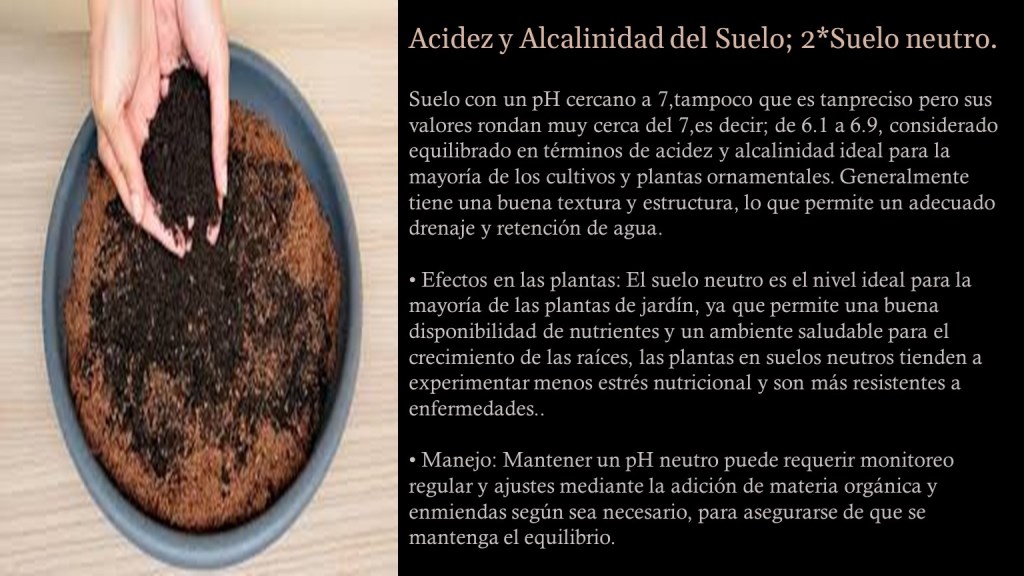 Acidez y Alcalinidad del Suelo; 2*Suelo neutro.
Suelo con un pH cercano a 7,tampoco que es tanpreciso pero sus
valores rondan muy cerca del 7,es decir; de 6.1 a 6.9, considerado
equilibrado en términos de acidez y alcalinidad ideal para la
mayoría de los cultivos y plantas ornamentales. Generalmente
tiene una buena textura y estructura, lo que permite un adecuado
drenaje y retención de agua.
• Efectos en las plantas: El suelo neutro es el nivel ideal para la
mayoría de las plantas de jardín, ya que permite una buena
disponibilidad de nutrientes y un ambiente saludable para el
crecimiento de las raíces, las plantas en suelos neutros tienden a
experimentar menos estrés nutricional y son más resistentes a
enfermedades..
• Manejo: Mantener un pH neutro puede requerir monitoreo
regular y ajustes mediante la adición de materia orgánica y
enmiendas según sea necesario, para asegurarse de que se
mantenga el equilibrio.